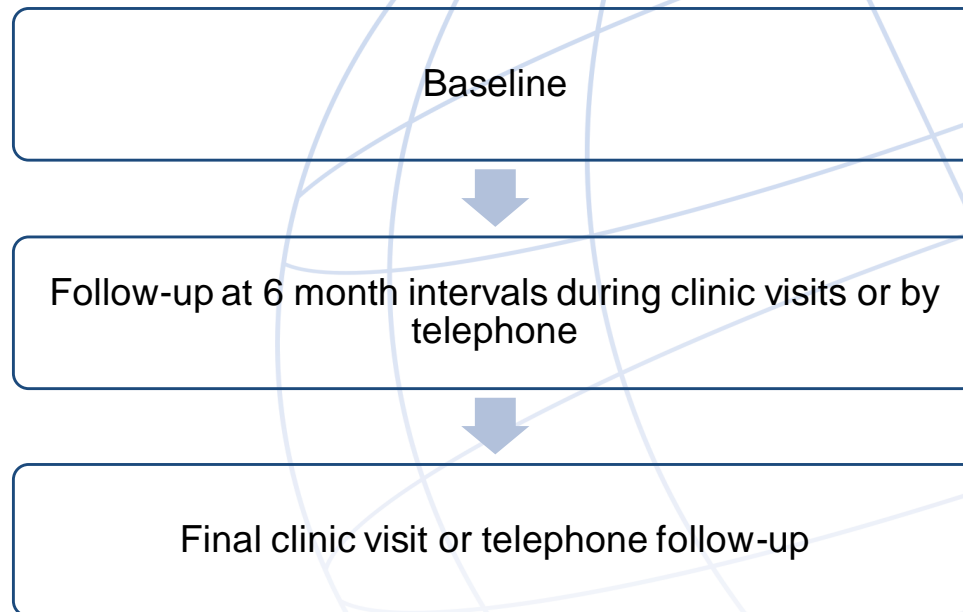 Baseline
Follow-up at 6 month intervals during clinic visits or by
telephone
Final clinic visit or telephone follow-up